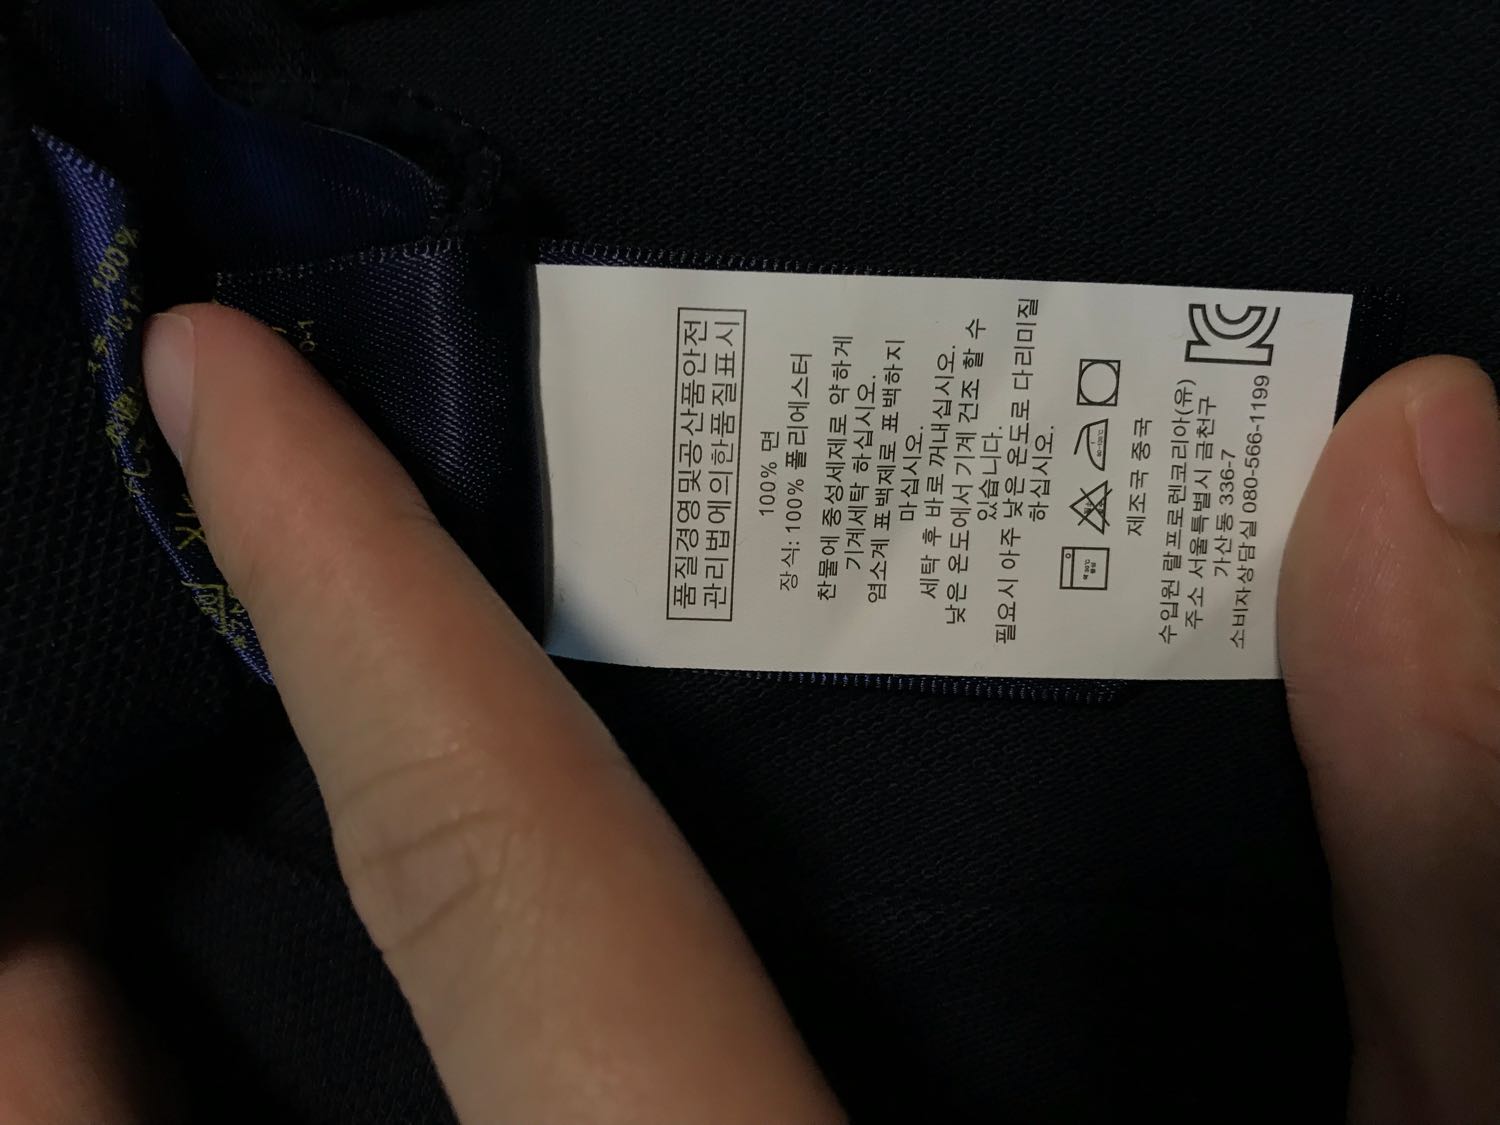 품질경영및공산품안전
관리법에의한품질표시
100% 면
장식: 100% 폴리에스터
찬물에 중성세제로 약하게
기계세탁 하십시오.
염소계 표백제로 표백하지
마십시오.
세탁 후 바로 꺼내십시오.
낮은 온도에서 기계 건조 할 수
있습니다.
필요시 아주 낮은 온도로 다리미질
하십시오.
제조국 중국
수입원 랄프로렌코리아(유)
주소 서울특별시 금천구
가산동 336-7
소비자상담실 080-566-1199
100%